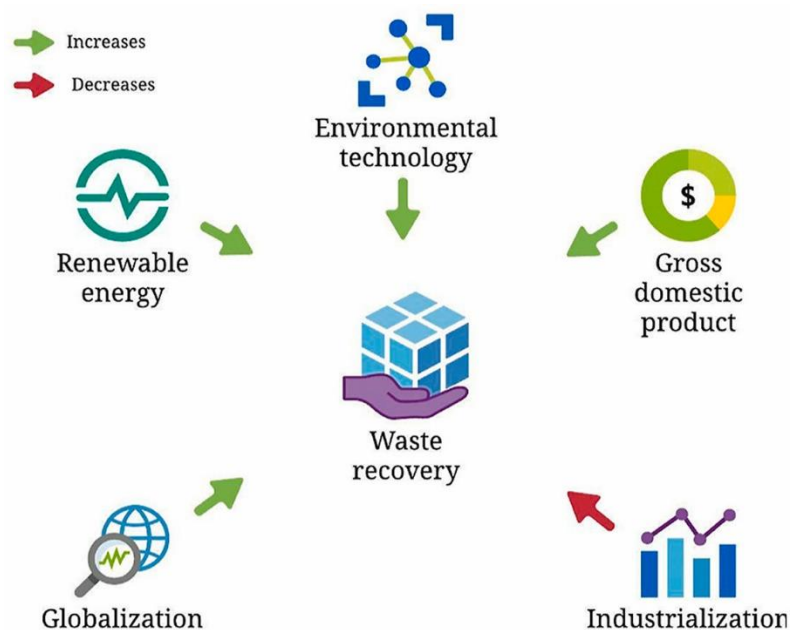 Increases
Decreases
Environmental
technology
$
Renewable
energy
Gross
domestic
product
Waste
recovery
Globalization
Industrialization